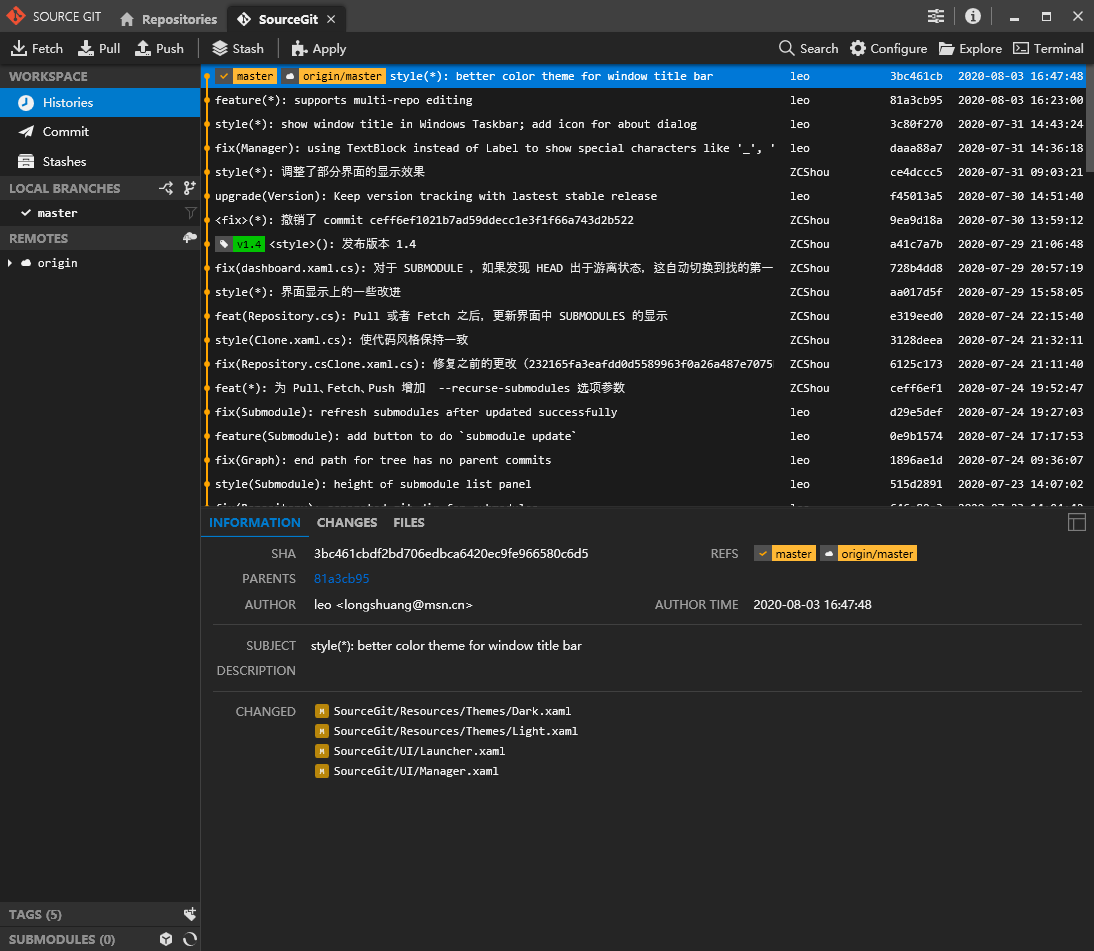 SOURCE GIT Repositories SourceGit
Fetch Pull Push Stash Apply Search Configure Explore Terminal
WORKSPACE
Histories
Commit
Stashes
LOCAL BRANCHES
master
REMOTES
origin
TAGS (5)
SUBMODULES (0)
master origin/master style(*): better color theme for window title bar leo 3bc461cb 2020-08-03 16:47:48
feature(*): supports multi-repo editing leo 81a3cb95 2020-08-03 16:23:00
style(*): show window title in Windows Taskbar; add icon for about dialog leo 3c80f270 2020-07-31 14:43:24
fix(Manager): using TextBlock instead of Label to show special characters like '_', ' leo daaa88a7 2020-07-31 14:36:18
style(*): 调整了部分界面的显示效果 ZCShou ce4dccc5 2020-07-31 09:03:21
upgrade(Version): Keep version tracking with lastest stable release leo f45013a5 2020-07-30 14:51:40
<fix>(*): 撤销了 commit ceff6ef1021b7ad59ddecc1e3f1f66a743d2b522 ZCShou 9ea9d18a 2020-07-30 13:59:12
v1.4 <style>(): 发布版本 1.4 ZCShou a41c7a7b 2020-07-29 21:06:48
fix(dashboard.xaml.cs): 对于 SUBMODULE ，如果发现 HEAD 出于游离状态，这自动切换到找的第一 ZCShou 728b4dd8 2020-07-29 20:57:19
style(*): 界面显示上的一些改进 ZCShou aa017d5f 2020-07-29 15:58:05
feat(Repository.cs): Pull 或者 Fetch 之后，更新界面中 SUBMODULES 的显示 ZCShou e319eed0 2020-07-24 22:15:40
style(Clone.xaml.cs): 使代码风格保持一致 ZCShou 3128deea 2020-07-24 21:32:11
fix(Repository.csClone.xaml.cs): 修复之前的更改（232165fa3eafdd0d5589963f0a26a487e7075 ZCShou 6125c173 2020-07-24 21:11:40
feat(*): 为 Pull、Fetch、Push 增加 --recurse-submodules 选项参数 ZCShou ceff6ef1 2020-07-24 19:52:47
fix(Submodule): refresh submodules after updated successfully leo d29e5def 2020-07-24 19:27:03
feature(Submodule): add button to do `submodule update` leo 0e9b1574 2020-07-24 17:17:53
fix(Graph): end path for tree has no parent commits leo 1896ae1d 2020-07-24 09:36:07
style(Submodule): height of submodule list panel leo 515d2891 2020-07-23 14:07:02
INFORMATION CHANGES FILES
SHA 3bc461cbdf2bd706edbca6420ec9fe966580c6d5 REFS master origin/master
PARENTS 81a3cb95
AUTHOR leo <longshuang@msn.cn> AUTHOR TIME 2020-08-03 16:47:48
SUBJECT style(*): better color theme for window title bar
DESCRIPTION
CHANGED M SourceGit/Resources/Themes/Dark.xaml
M SourceGit/Resources/Themes/Light.xaml
M SourceGit/UI/Launcher.xaml
M SourceGit/UI/Manager.xaml